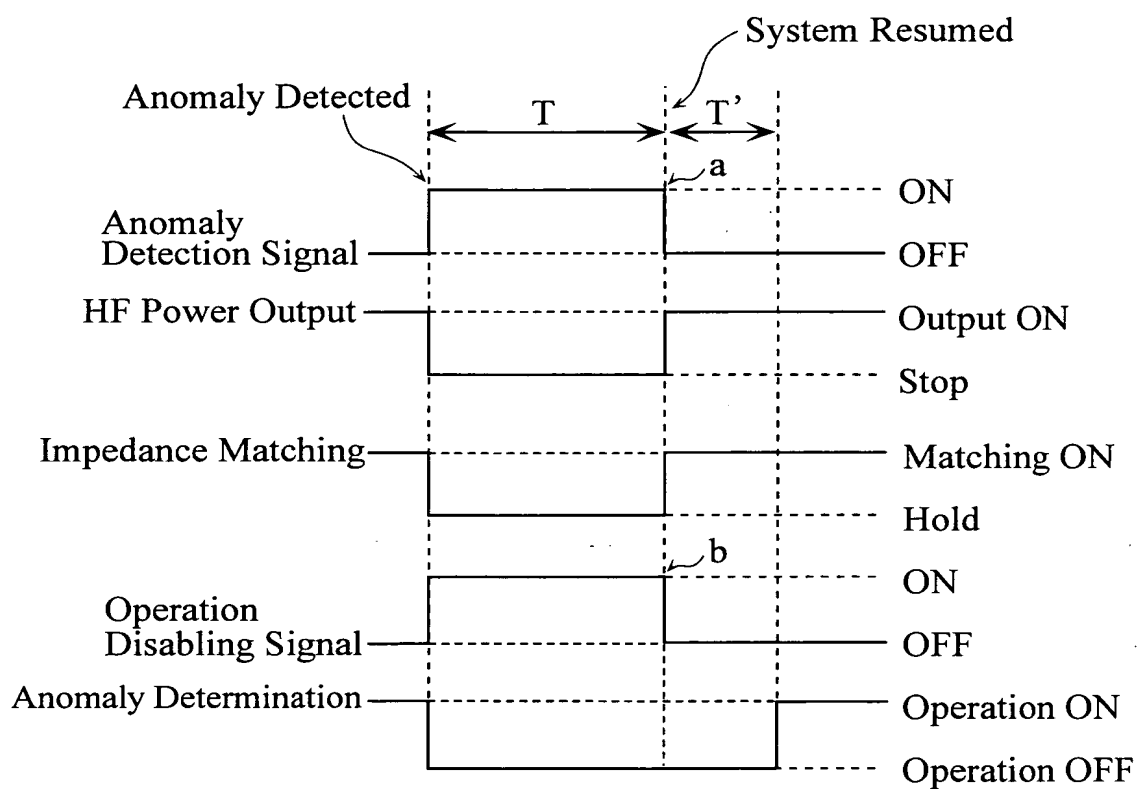 System Resumed
Anomaly Detected
T
T’
a
ON
Anomaly
Detection Signal
OFF
HF Power Output
Output ON
Stop
Impedance Matching
Matching ON
Hold
b
ON
Operation
Disabling Signal
OFF
Anomaly Determination
Operation ON
Operation OFF